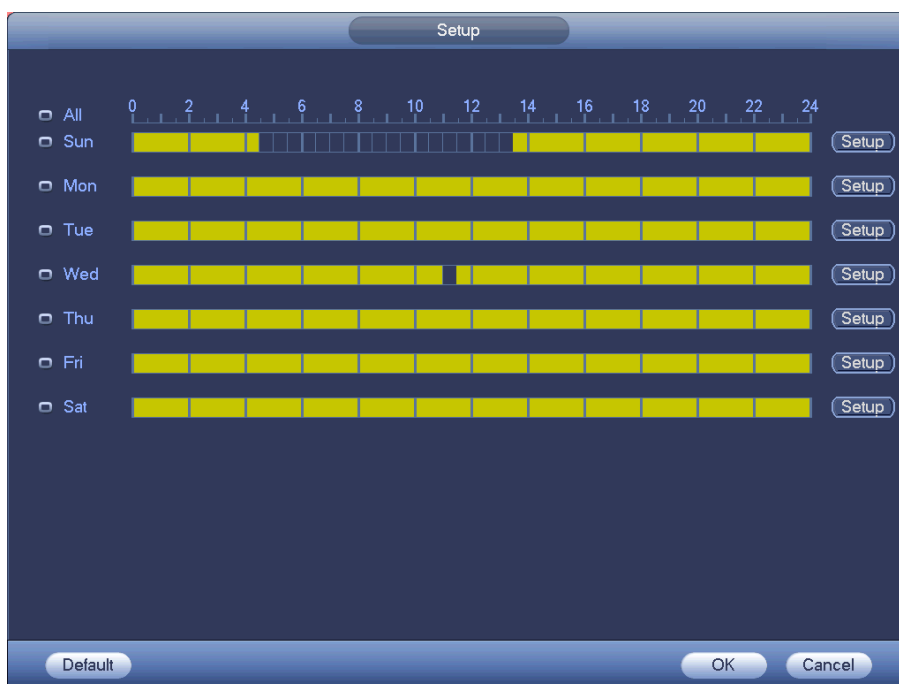 Setup
0 2 4 6 8 10 12 14 16 18 20 22 24
All
Sun Setup
Mon Setup
Tue Setup
Wed Setup
Thu Setup
Fri Setup
Sat Setup
Default OK Cancel